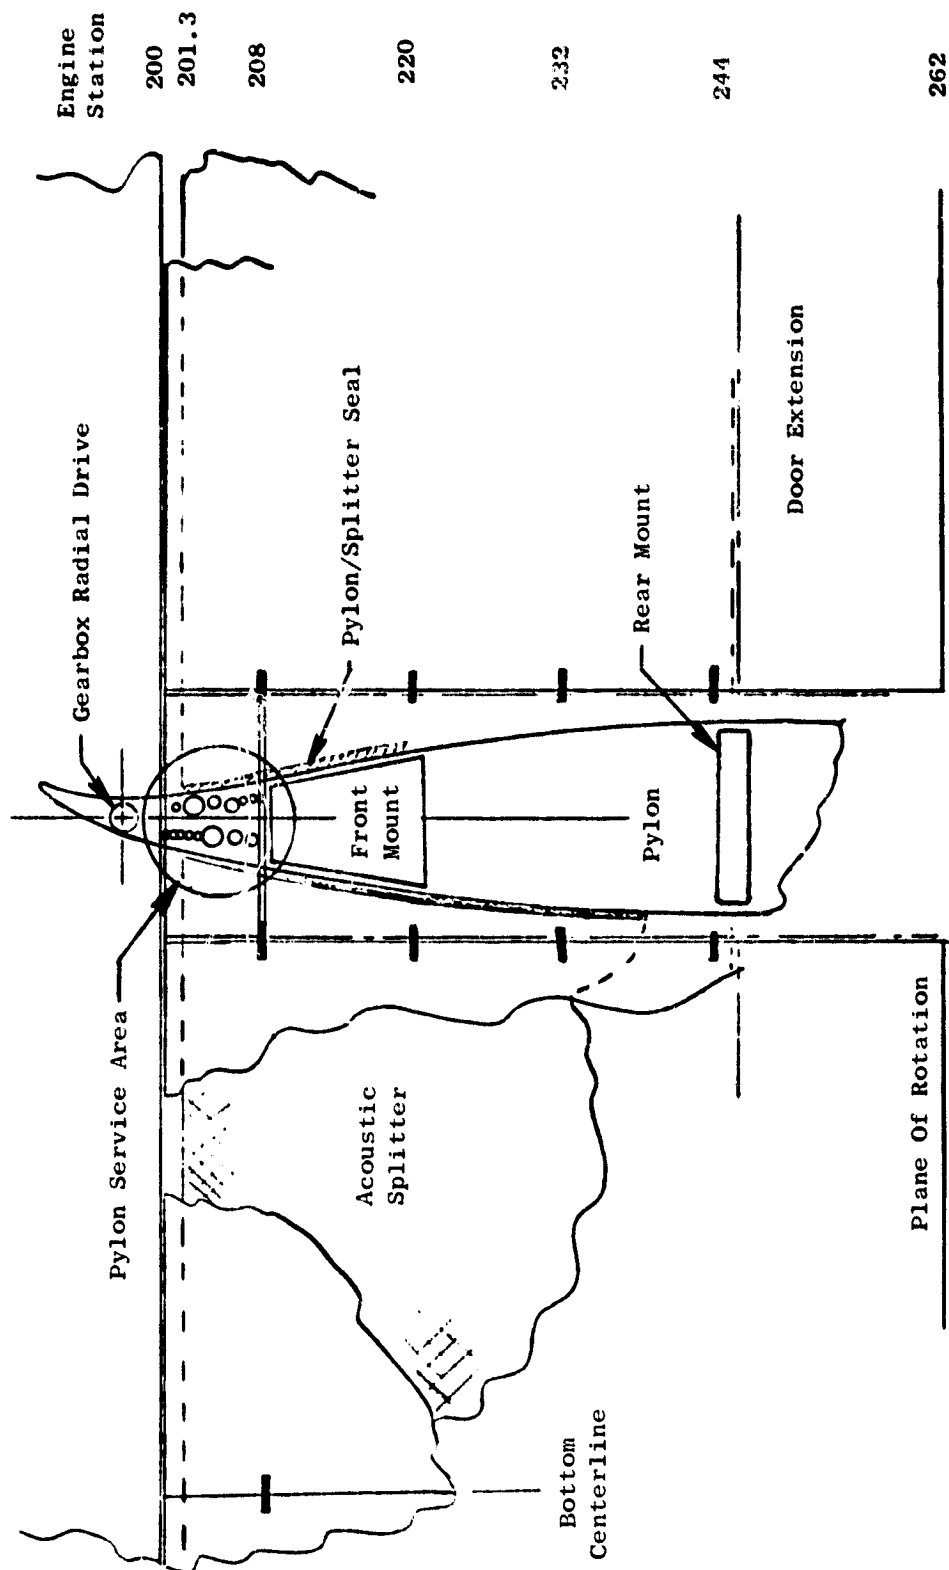 Engine
Station
200
201.3
208
220
232
244
262
Gearbox Radial Drive
Pylon/Splitter Seal
Rear Mount
Door Extension
Pylon Service Area
Front
Mount
Pylon
Acoustic
Splitter
Plane Of Rotation
Bottom
Centerline